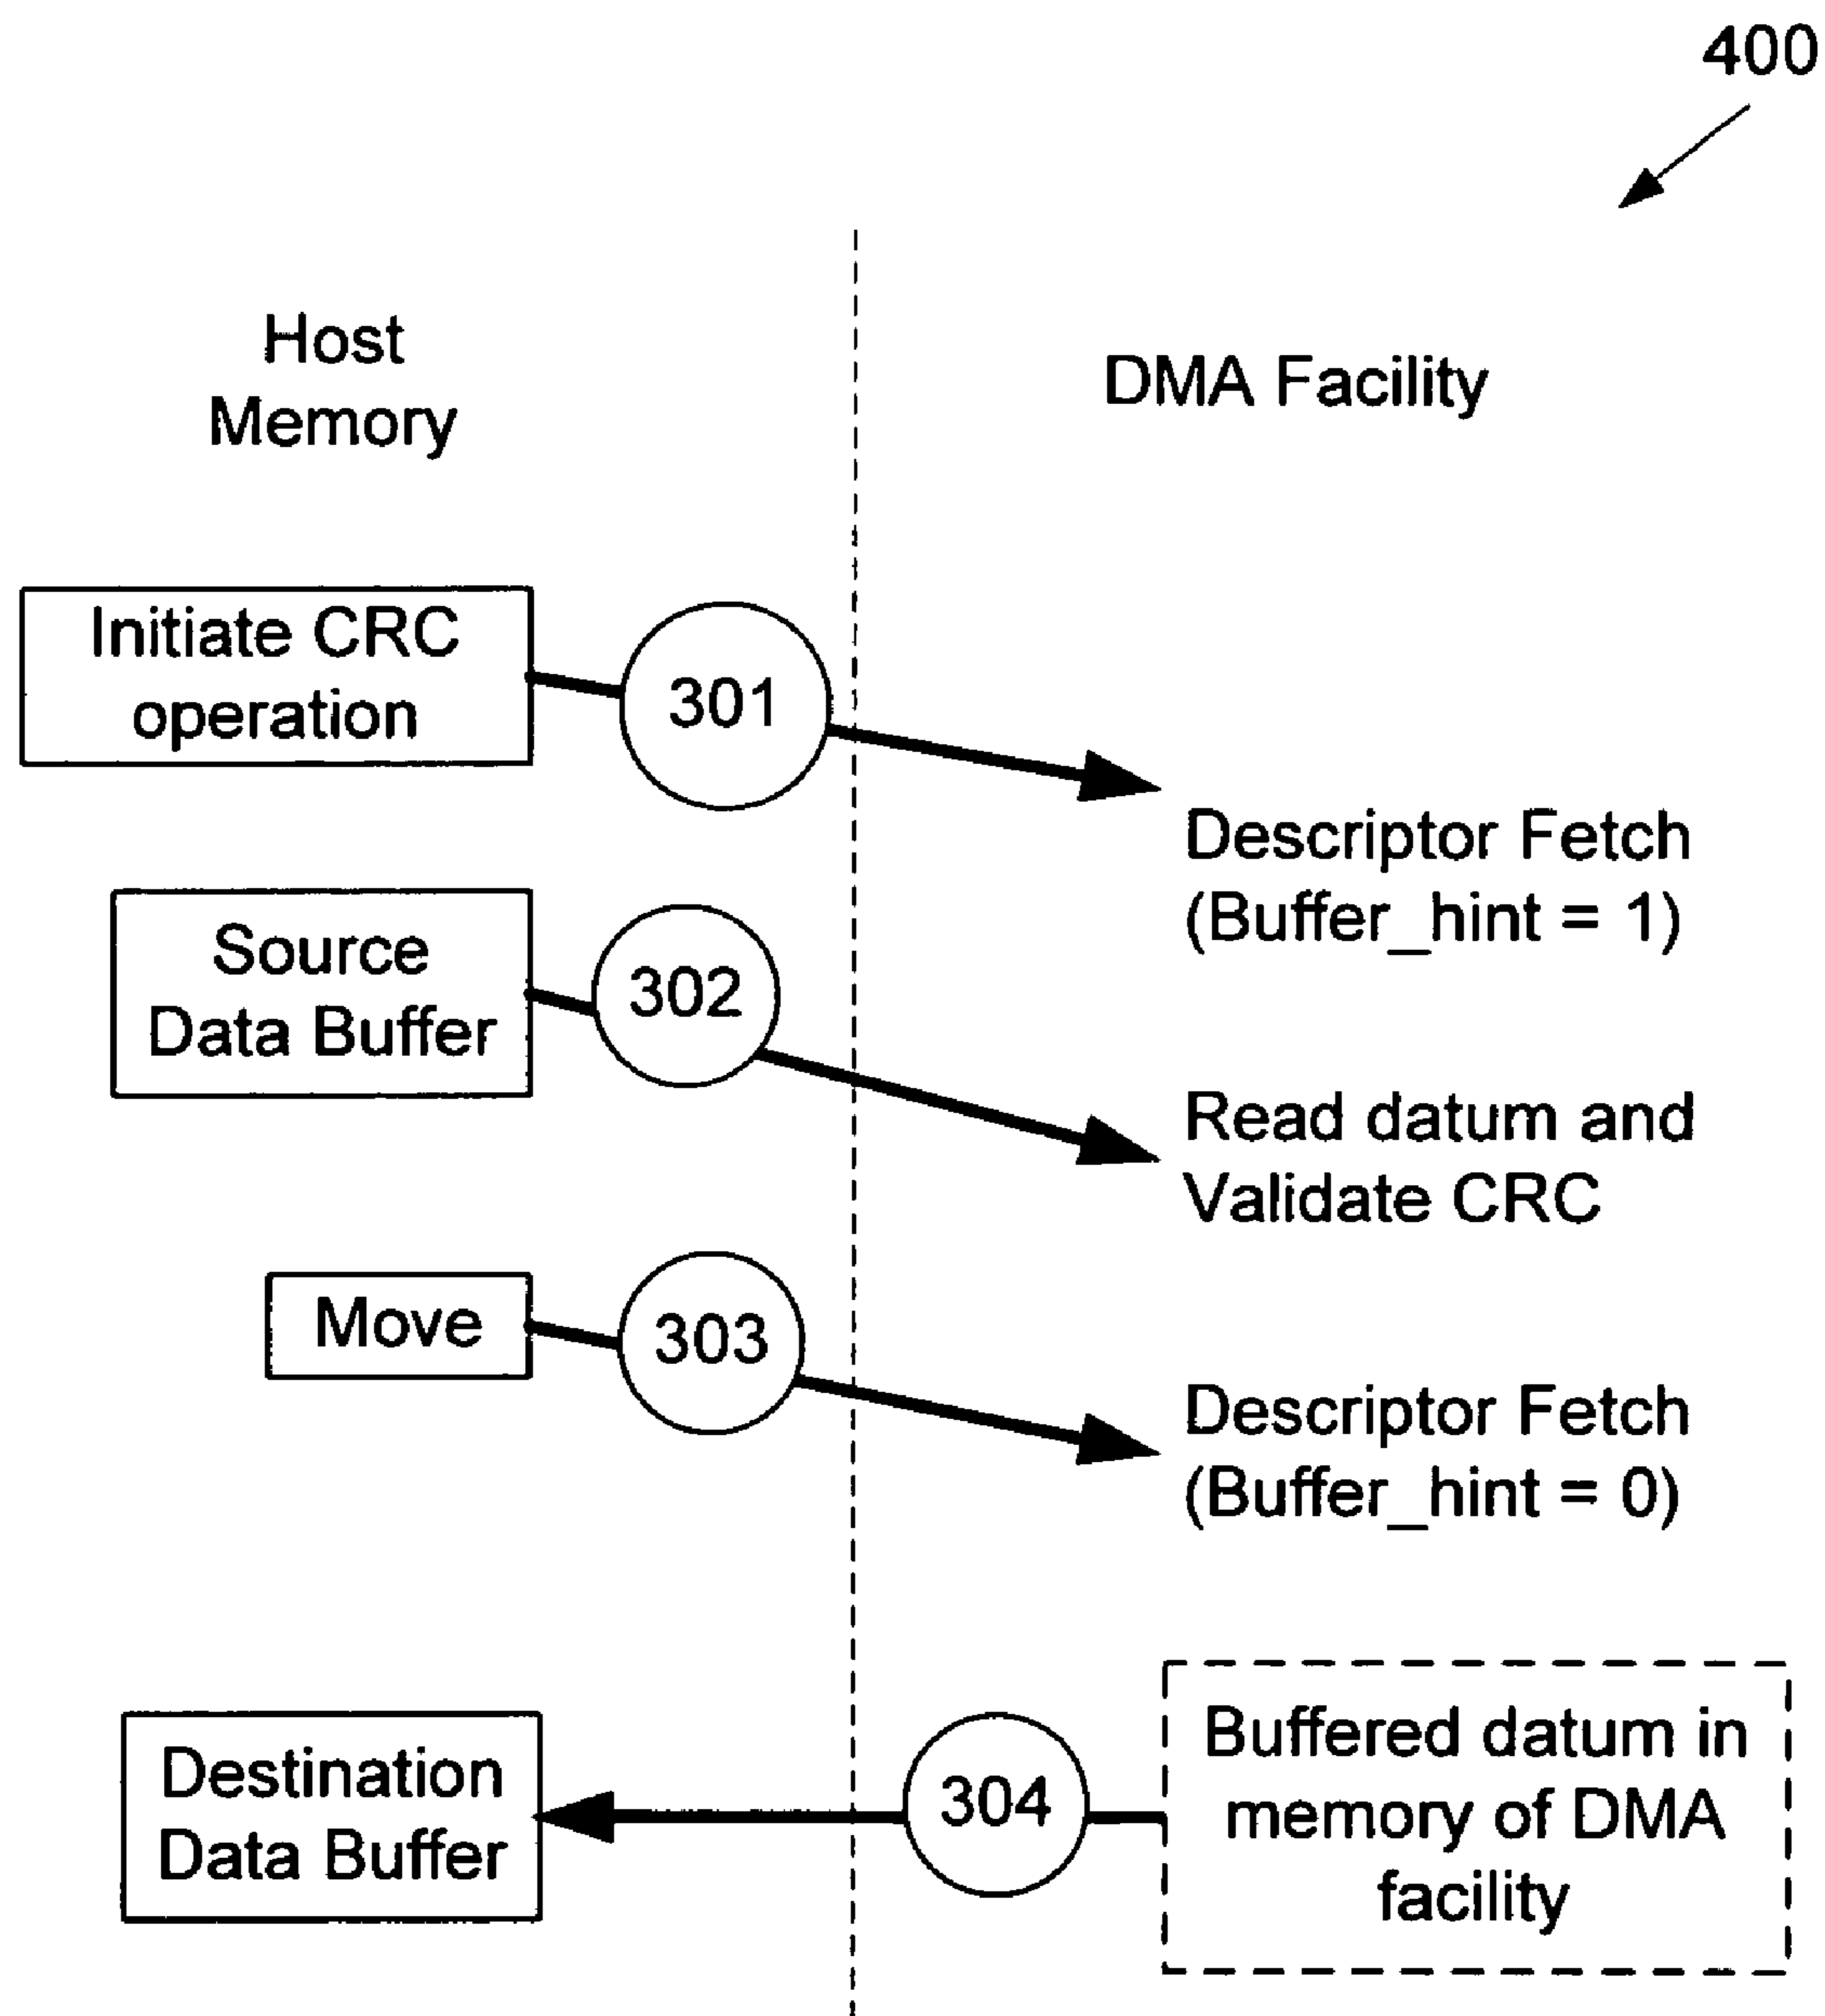 400
Host
Memory
DMA Facility
Initiate CRC
operation
301
Descriptor Fetch
(Buffer_hint = 1)
Source
Data Buffer
302
Read datum and
Validate CRC
Move
303
Descriptor Fetch
(Buffer_hint = 0)
Destination
Data Buffer
304
Buffered datum in
memory of DMA
facility